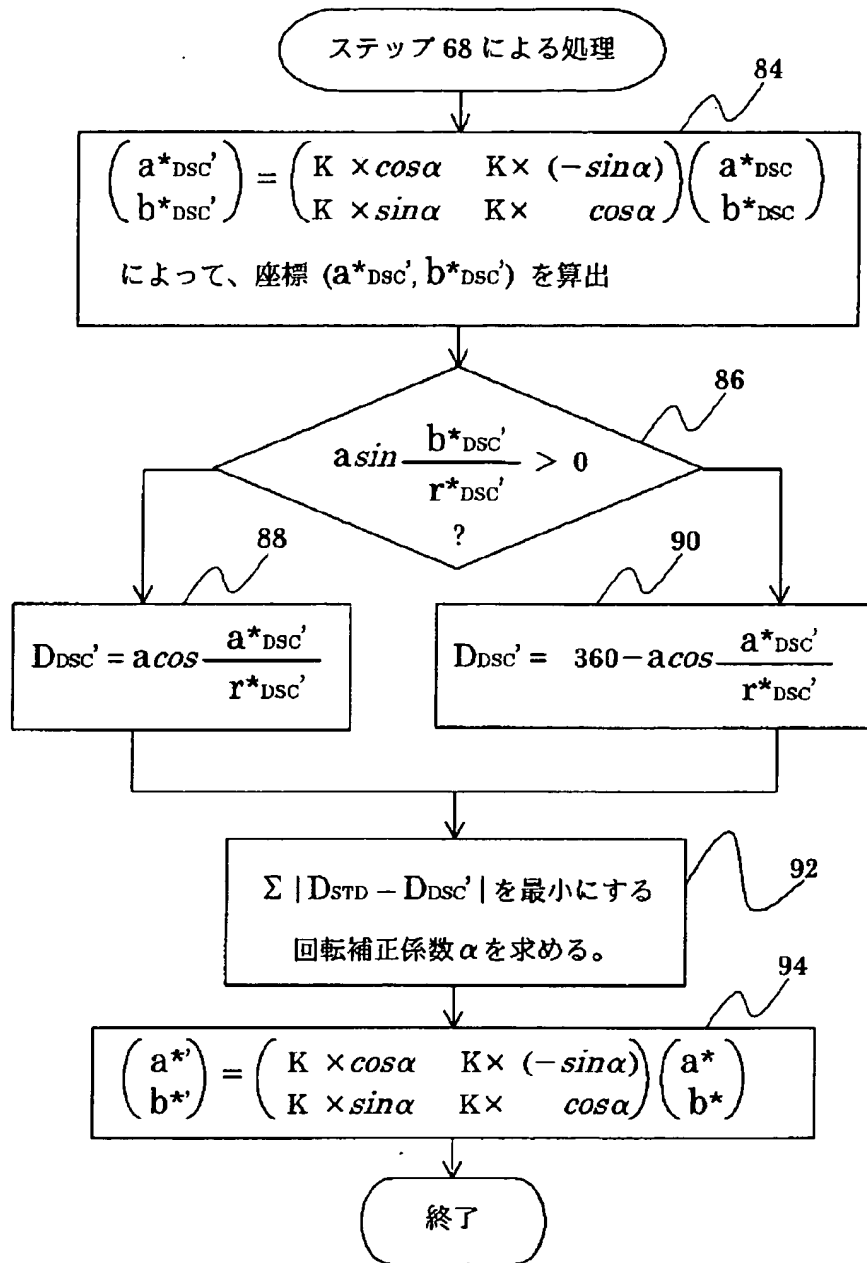 ステップ 68 による処理
84
(a*DSC' b*DSC') = (K ×cosα K× (−sinα) K ×sinα K× cosα)(a*DSC b*DSC)
によって、座標 (a*DSC', b*DSC') を算出
86
asin b*DSC' / r*DSC' > 0
?
88
90
DDSC' = acos a*DSC' / r*DSC'
DDSC' = 360−acos a*DSC' / r*DSC'
92
Σ |DSTD − DDSC'| を最小にする
回転補正係数αを求める。
94
(a*' b*') = (K ×cosα K× (−sinα) K ×sinα K× cosα)(a* b*)
終了